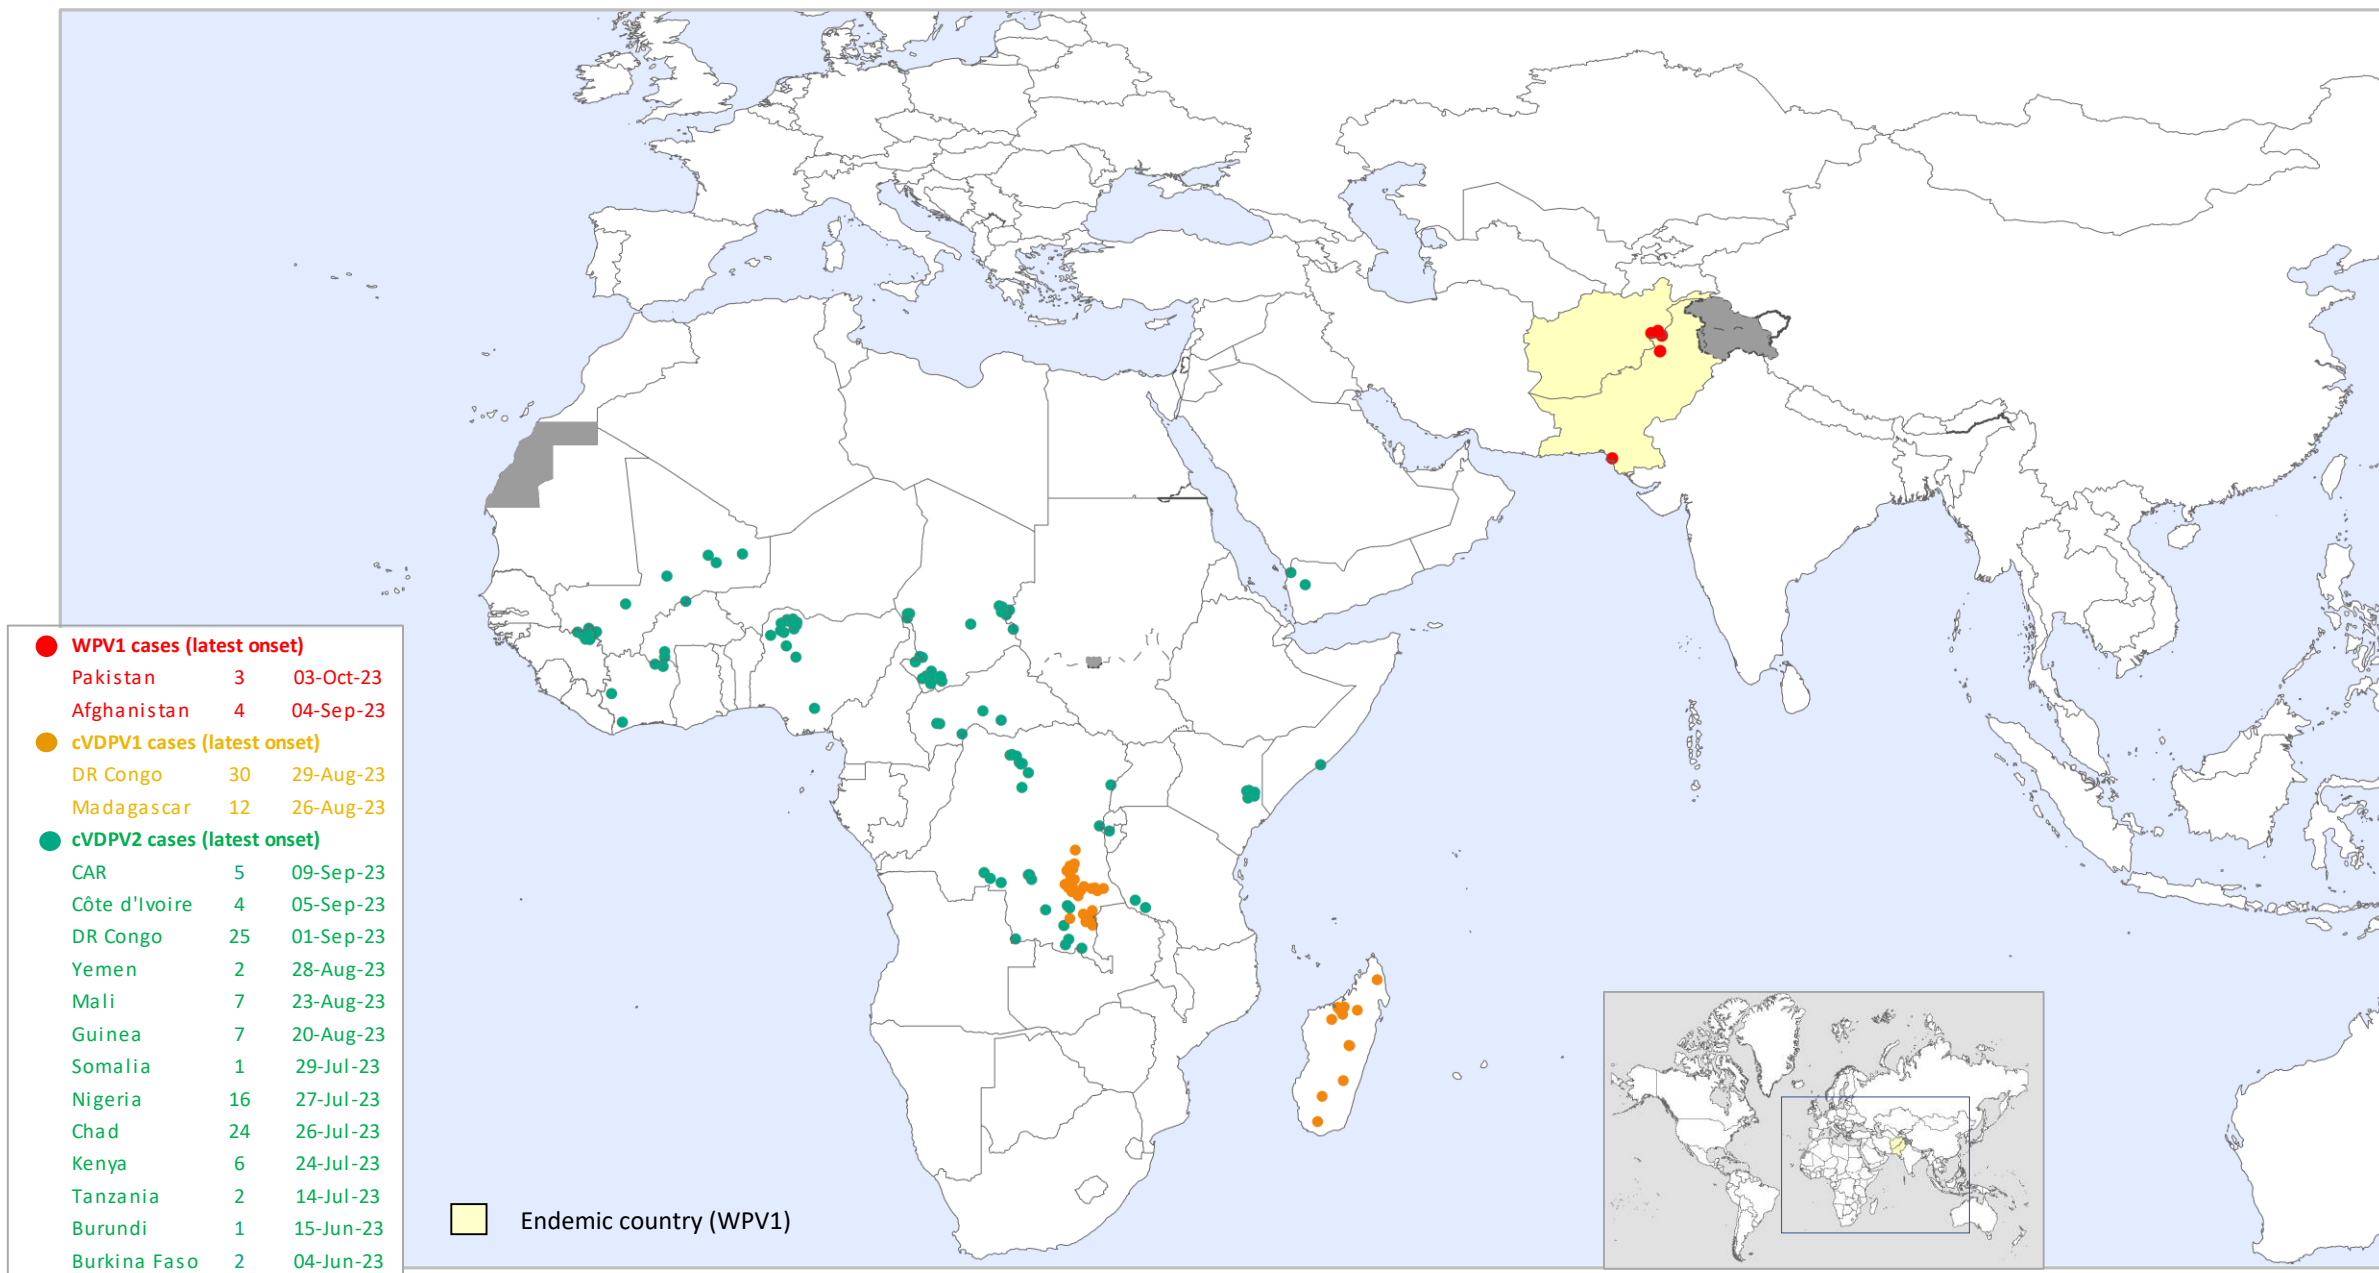 WPV1 cases (latest onset)
Pakistan 3 03-Oct-23
Afghanistan 4 04-Sep-23
cVDPV1 cases (latest onset)
DR Congo 30 29-Aug-23
Madagascar 12 26-Aug-23
cVDPV2 cases (latest onset)
CAR 5 09-Sep-23
Côte d'Ivoire 4 05-Sep-23
DR Congo 25 01-Sep-23
Yemen 2 28-Aug-23
Mali 7 23-Aug-23
Guinea 7 20-Aug-23
Somalia 1 29-Jul-23
Nigeria 16 27-Jul-23
Chad 24 26-Jul-23
Kenya 6 24-Jul-23
Tanzania 2 14-Jul-23
Burundi 1 15-Jun-23
Burkina Faso 2 04-Jun-23
Endemic country (WPV1)